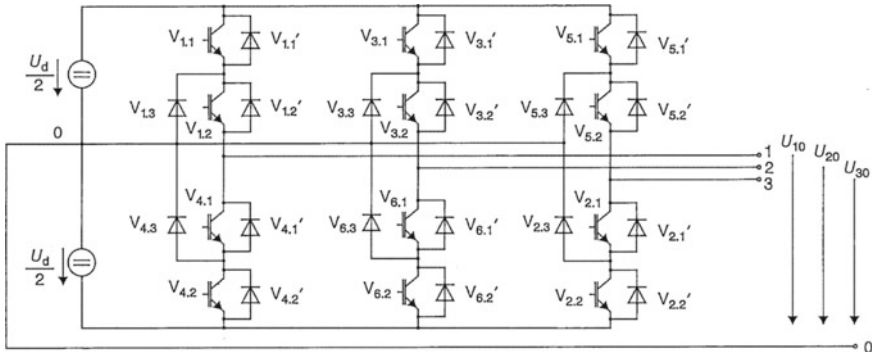 V1.1 V1.1′ V3.1 V3.1′ V5.1 V5.1′
Ud
2
V1.3 V1.2 V1.2′ V3.3 V3.2 V3.2′ V5.3 V5.2 V5.2′
0
1 U10
2 U20
3 U30
V4.1 V6.1 V2.1
V4.3 V4.1′ V6.3 V6.1′ V2.3 V2.1′
Ud
2
V4.2 V4.2′ V6.2 V6.2′ V2.2 V2.2′
0